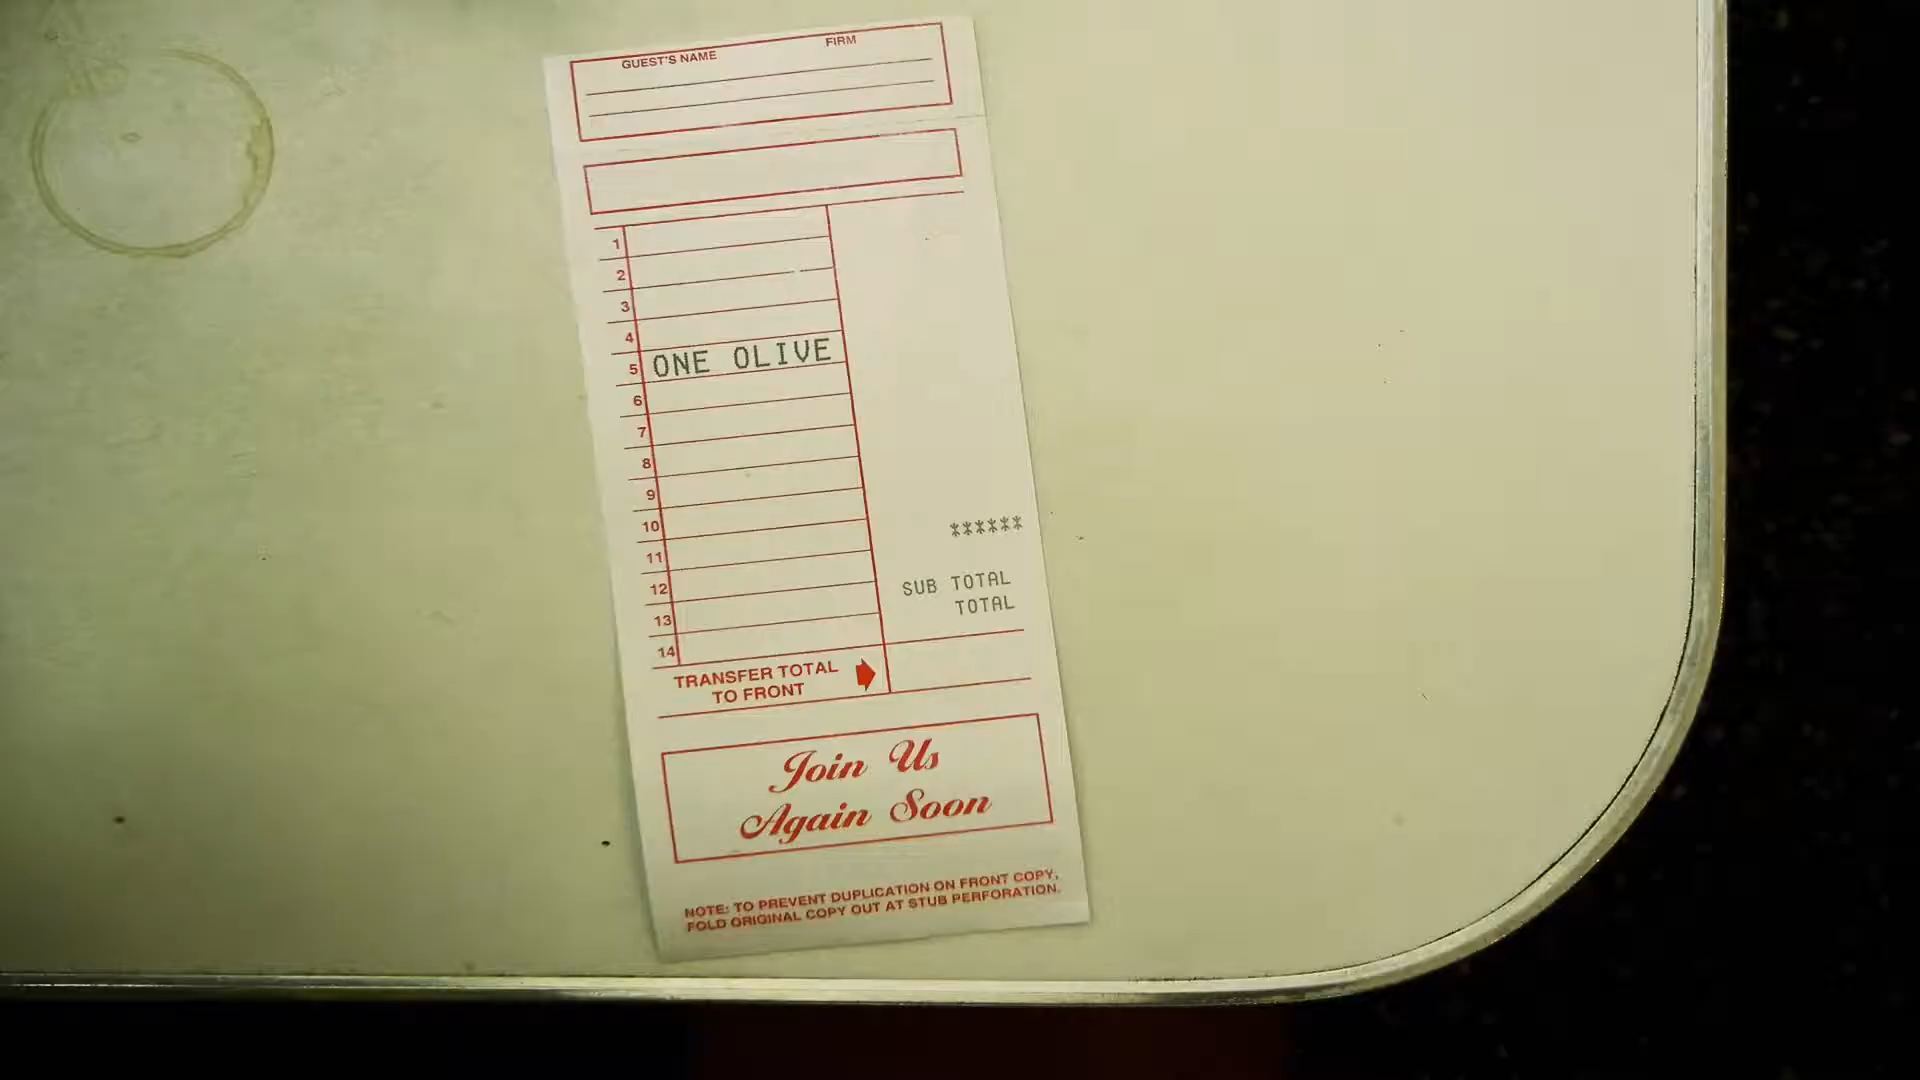 GUEST'S NAME FIRM
1
2
3
4
5 ONE OLIVE
6
7
8
9
10
******
11
12
SUB TOTAL
13
TOTAL
14
TRANSFER TOTAL
TO FRONT
Join Us
Again Soon
NOTE: TO PREVENT DUPLICATION ON FRONT COPY,
FOLD ORIGINAL COPY OUT AT STUB PERFORATION.